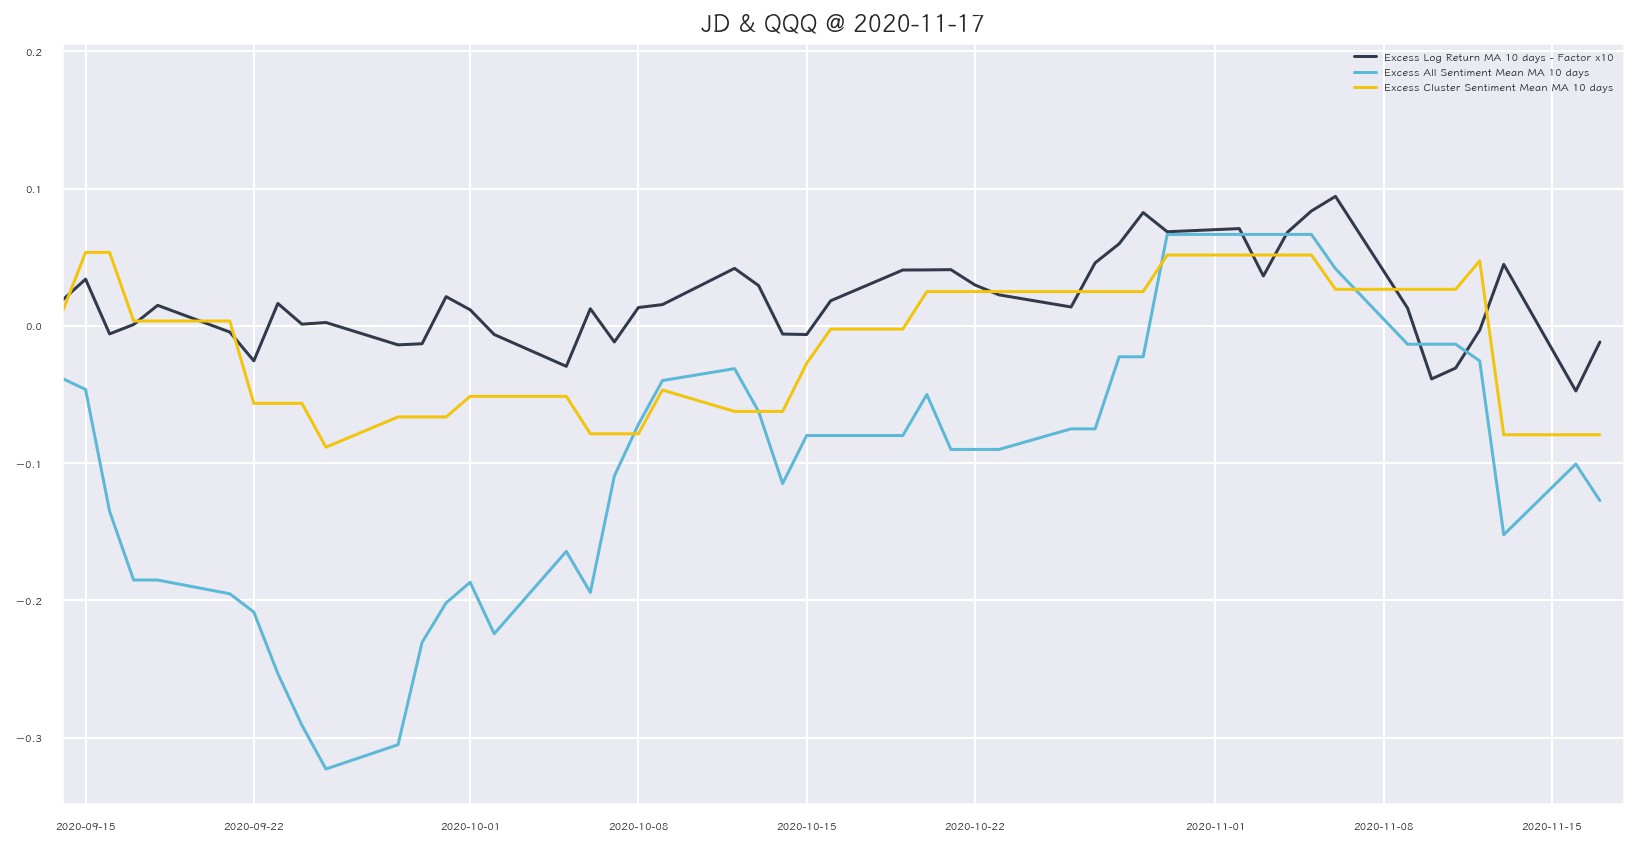 JD & QQQ @ 2020-11-17
Excess Log Return MA 10 days - Factor x10
Excess All Sentiment Mean MA 10 days
Excess Cluster Sentiment Mean MA 10 days
0.2
0.1
0.0
−0.1
−0.2
−0.3
2020-09-15 2020-09-22 2020-10-01 2020-10-08 2020-10-15 2020-10-22 2020-11-01 2020-11-08 2020-11-15